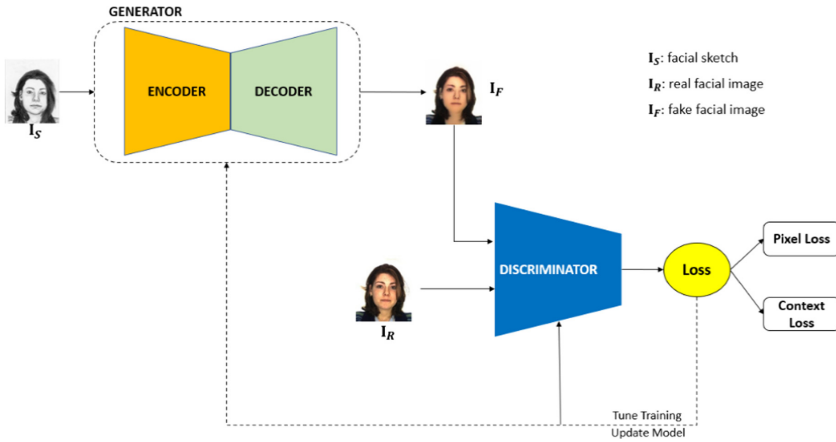 GENERATOR
ENCODER
DECODER
I_S
I_F
I_S: facial sketch
I_R: real facial image
I_F: fake facial image
DISCRIMINATOR
I_R
Loss
Pixel Loss
Context
Loss
Tune Training
Update Model